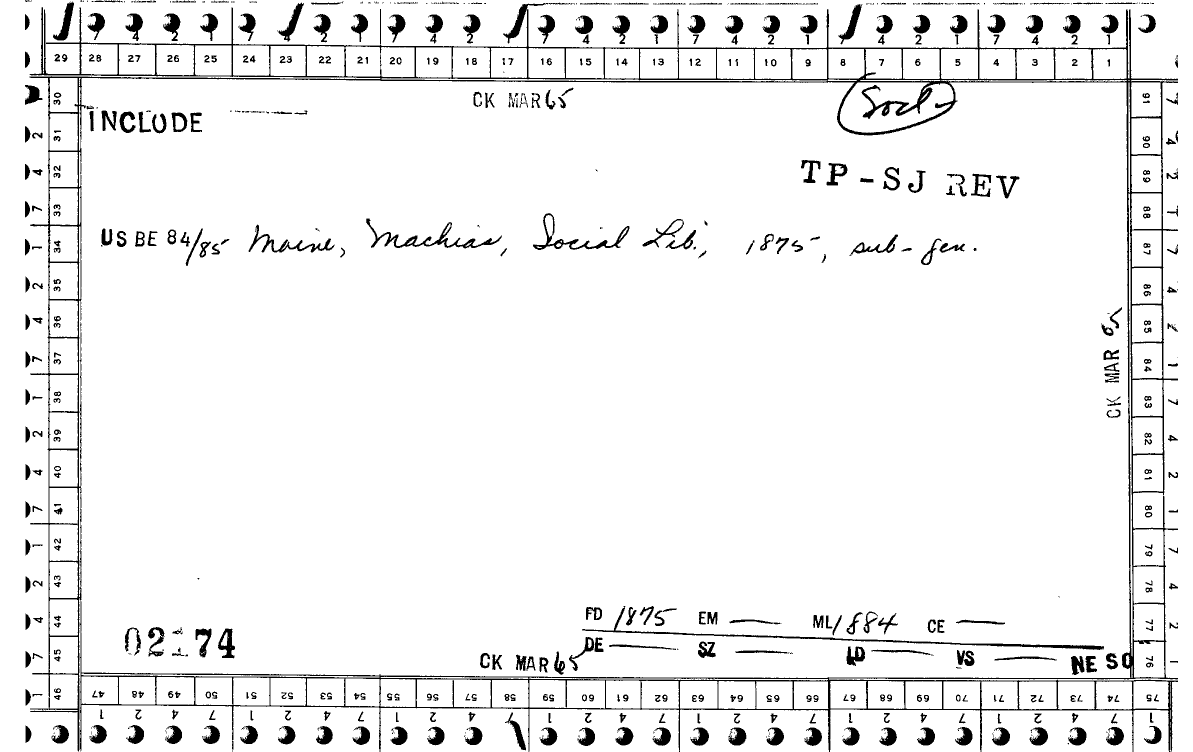 7 4 2 1 7 4 2 1 7 4 2 1 7 4 2 1 7 4 2 1 7 4 2 1 7 4 2 1
29 28 27 26 25 24 23 22 21 20 19 18 17 16 15 14 13 12 11 10 9 8 7 6 5 4 3 2 1
CK MAR 65
Socl
INCLUDE
TP-SJ REV
US BE 84/85 Maine, Machias, Social Lib., 1875, sub-gen.
CK MAR 65
FD 1875 EM — ML 1884 CE —
02174
DE — SZ — LD VS — NE SO
CK MAR 65
30 31 32 33 34 35 36 37 38 39 40 41 42 43 44 45 46
91 90 89 88 87 86 85 84 83 82 81 80 79 78 77 76 75
47 48 49 50 51 52 53 54 55 56 57 58 59 60 61 62 63 64 65 66 67 68 69 70 71 72 73 74
1 2 4 7 1 2 4 7 1 2 4 7 1 2 4 7 1 2 4 7 1 2 4 7 1 2 4 7